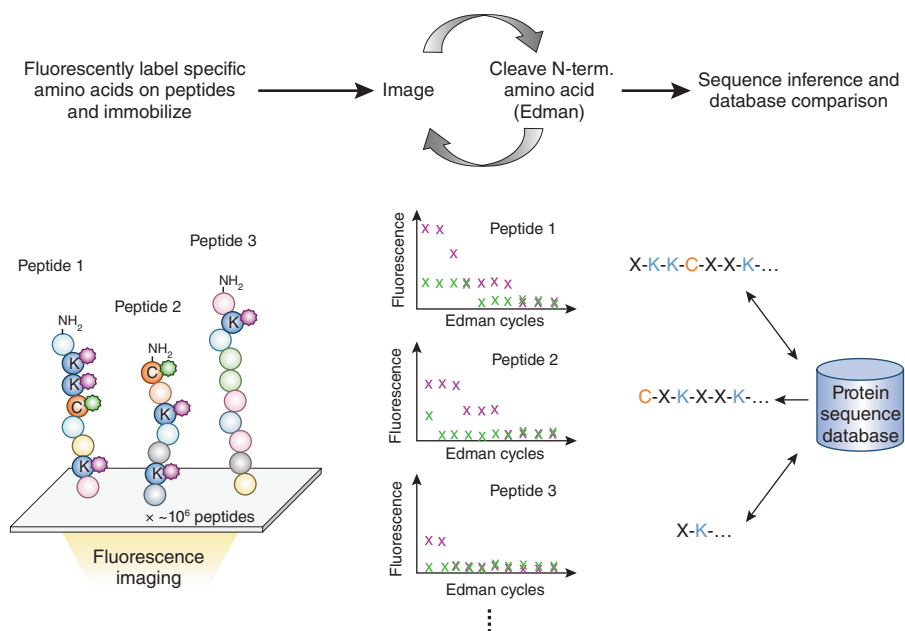 Fluorescently label specific
amino acids on peptides
and immobilize
Image
Cleave N-term.
amino acid
(Edman)
Sequence inference and
database comparison
Peptide 1
NH2
K
K
C
K
Peptide 2
NH2
C
K
K
Peptide 3
NH2
K
× ~10⁶ peptides
Fluorescence
imaging
Fluorescence
Peptide 1
Edman cycles
Fluorescence
Peptide 2
Edman cycles
Fluorescence
Peptide 3
Edman cycles
X-K-K-C-X-X-K-...
C-X-K-X-X-K-...
X-K-...
Protein
sequence
database